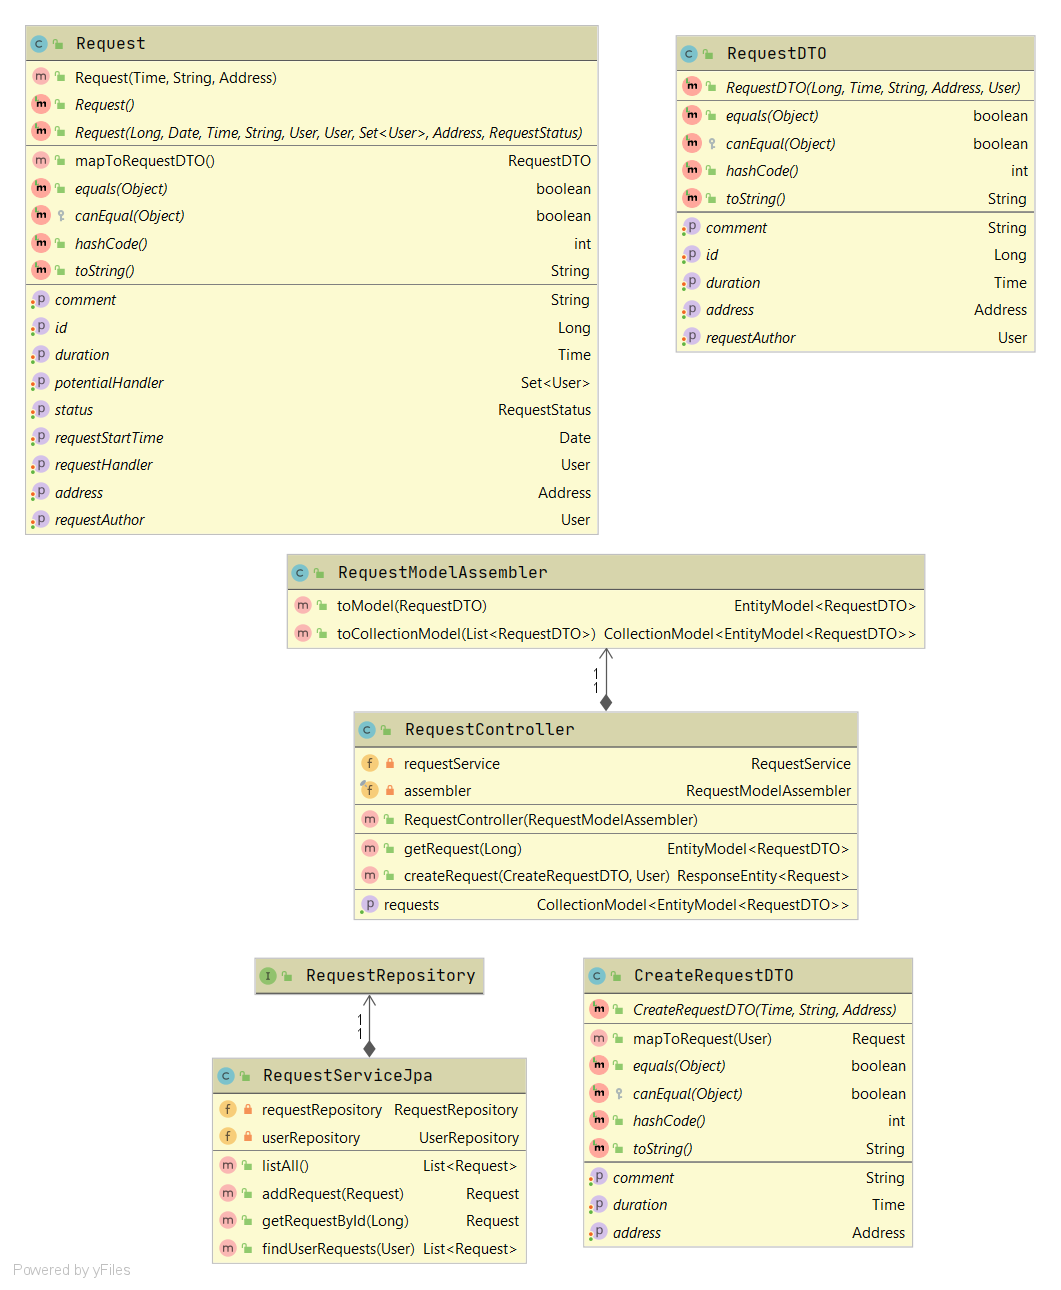 Request
Request(Time, String, Address)
Request()
Request(Long, Date, Time, String, User, User, Set<User>, Address, RequestStatus)
mapToRequestDTO() RequestDTO
equals(Object) boolean
canEqual(Object) boolean
hashCode() int
toString() String
comment String
id Long
duration Time
potentialHandler Set<User>
status RequestStatus
requestStartTime Date
requestHandler User
address Address
requestAuthor User
RequestDTO
RequestDTO(Long, Time, String, Address, User)
equals(Object) boolean
canEqual(Object) boolean
hashCode() int
toString() String
comment String
id Long
duration Time
address Address
requestAuthor User
RequestModelAssembler
toModel(RequestDTO) EntityModel<RequestDTO>
toCollectionModel(List<RequestDTO>) CollectionModel<EntityModel<RequestDTO>>
1
1
RequestController
requestService RequestService
assembler RequestModelAssembler
RequestController(RequestModelAssembler)
getRequest(Long) EntityModel<RequestDTO>
createRequest(CreateRequestDTO, User) ResponseEntity<Request>
requests CollectionModel<EntityModel<RequestDTO>>
RequestRepository
1
1
RequestServiceJpa
requestRepository RequestRepository
userRepository UserRepository
listAll() List<Request>
addRequest(Request) Request
getRequestById(Long) Request
findUserRequests(User) List<Request>
CreateRequestDTO
CreateRequestDTO(Time, String, Address)
mapToRequest(User) Request
equals(Object) boolean
canEqual(Object) boolean
hashCode() int
toString() String
comment String
duration Time
address Address
Powered by yFiles